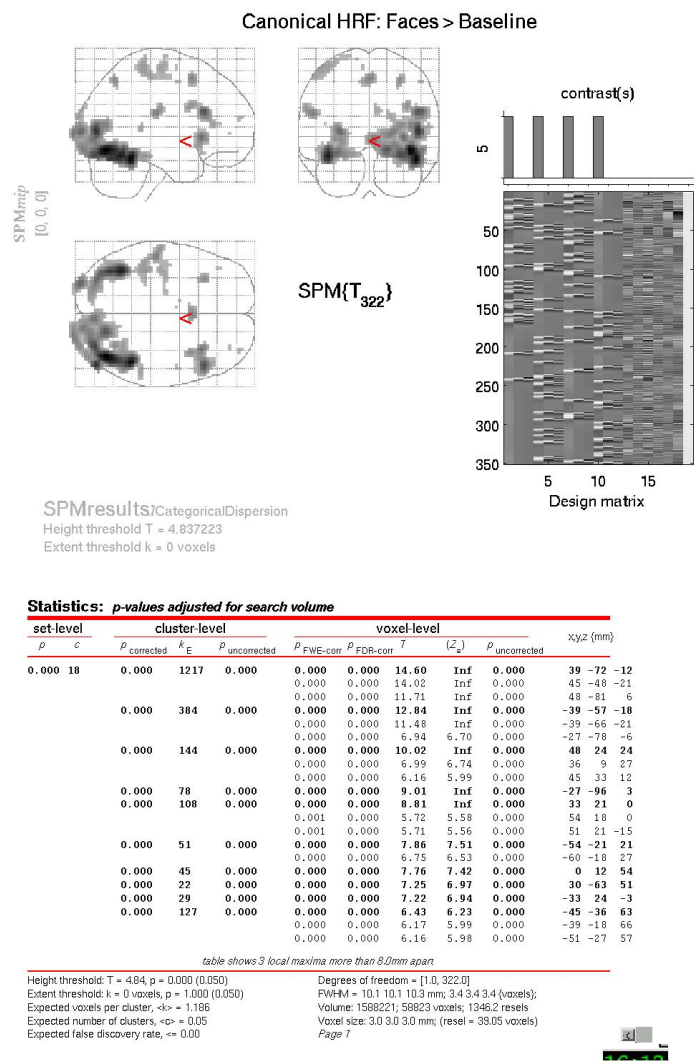 Canonical HRF: Faces > Baseline
contrast(s)
5
SPMmip
[0, 0, 0]
<
<
<
SPM{T322}
50
100
150
200
250
300
350
5 10 15
Design matrix
SPMresults:
/CategoricalDispersion
Height threshold T = 4.837223
Extent threshold k = 0 voxels
Statistics: p-values adjusted for search volume
set-level cluster-level voxel-level x,y,z {mm}
p c p corrected k E p uncorrected p FWE-corr p FDR-corr T (Z≡) p uncorrected
0.000 18 0.000 1217 0.000 0.000 0.000 14.60 Inf 0.000 39 -72 -12
0.000 0.000 14.02 Inf 0.000 45 -48 -21
0.000 0.000 11.71 Inf 0.000 48 -81 6
0.000 384 0.000 0.000 0.000 12.84 Inf 0.000 -39 -57 -18
0.000 0.000 11.48 Inf 0.000 -39 -66 -21
0.000 0.000 6.94 6.70 0.000 -27 -78 -6
0.000 144 0.000 0.000 0.000 10.02 Inf 0.000 48 24 24
0.000 0.000 6.99 6.74 0.000 36 9 27
0.000 0.000 6.16 5.99 0.000 45 33 12
0.000 78 0.000 0.000 0.000 9.01 Inf 0.000 -27 -96 3
0.000 108 0.000 0.000 0.000 8.81 Inf 0.000 33 21 0
0.001 0.000 5.72 5.58 0.000 54 18 0
0.001 0.000 5.71 5.56 0.000 51 21 -15
0.000 51 0.000 0.000 0.000 7.86 7.51 0.000 -54 -21 21
0.000 0.000 6.75 6.53 0.000 -60 -18 27
0.000 45 0.000 0.000 0.000 7.76 7.42 0.000 0 12 54
0.000 22 0.000 0.000 0.000 7.25 6.97 0.000 30 -63 51
0.000 29 0.000 0.000 0.000 7.22 6.94 0.000 -33 24 -3
0.000 127 0.000 0.000 0.000 6.43 6.23 0.000 -45 -36 63
0.000 0.000 6.17 5.99 0.000 -39 -18 66
0.000 0.000 6.16 5.98 0.000 -51 -27 57
table shows 3 local maxima more than 8.0mm apart
Height threshold: T = 4.84, p = 0.000 (0.050)
Extent threshold: k = 0 voxels, p = 1.000 (0.050)
Expected voxels per cluster, <k> = 1.186
Expected number of clusters, <c> = 0.05
Expected false discovery rate, <= 0.00
Degrees of freedom = [1.0, 322.0]
FWHM = 10.1 10.1 10.3 mm; 3.4 3.4 3.4 {voxels};
Volume: 1588221; 58823 voxels; 1346.2 resels
Voxel size: 3.0 3.0 3.0 mm; (resel = 39.05 voxels)
Page 1